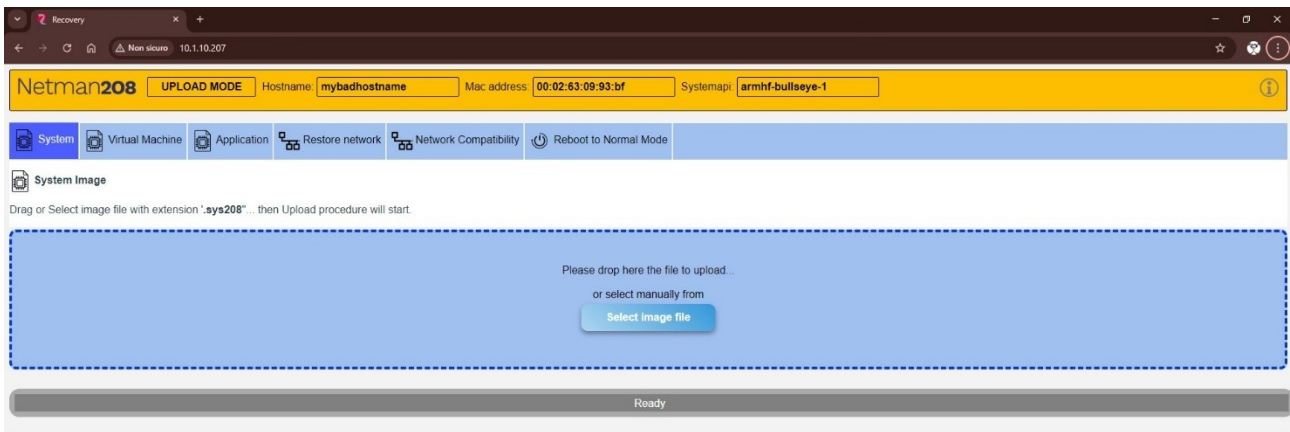 Recovery
Non sicuro 10.1.10.207
Netman208 UPLOAD MODE Hostname: mybadhostname Mac address: 00:02:63:09:93:bf Systemapi: armhf-bullseye-1
System Virtual Machine Application Restore network Network Compatibility Reboot to Normal Mode
System Image
Drag or Select image file with extension '.sys208"... then Upload procedure will start.
Please drop here the file to upload...
or select manually from
Select image file
Ready